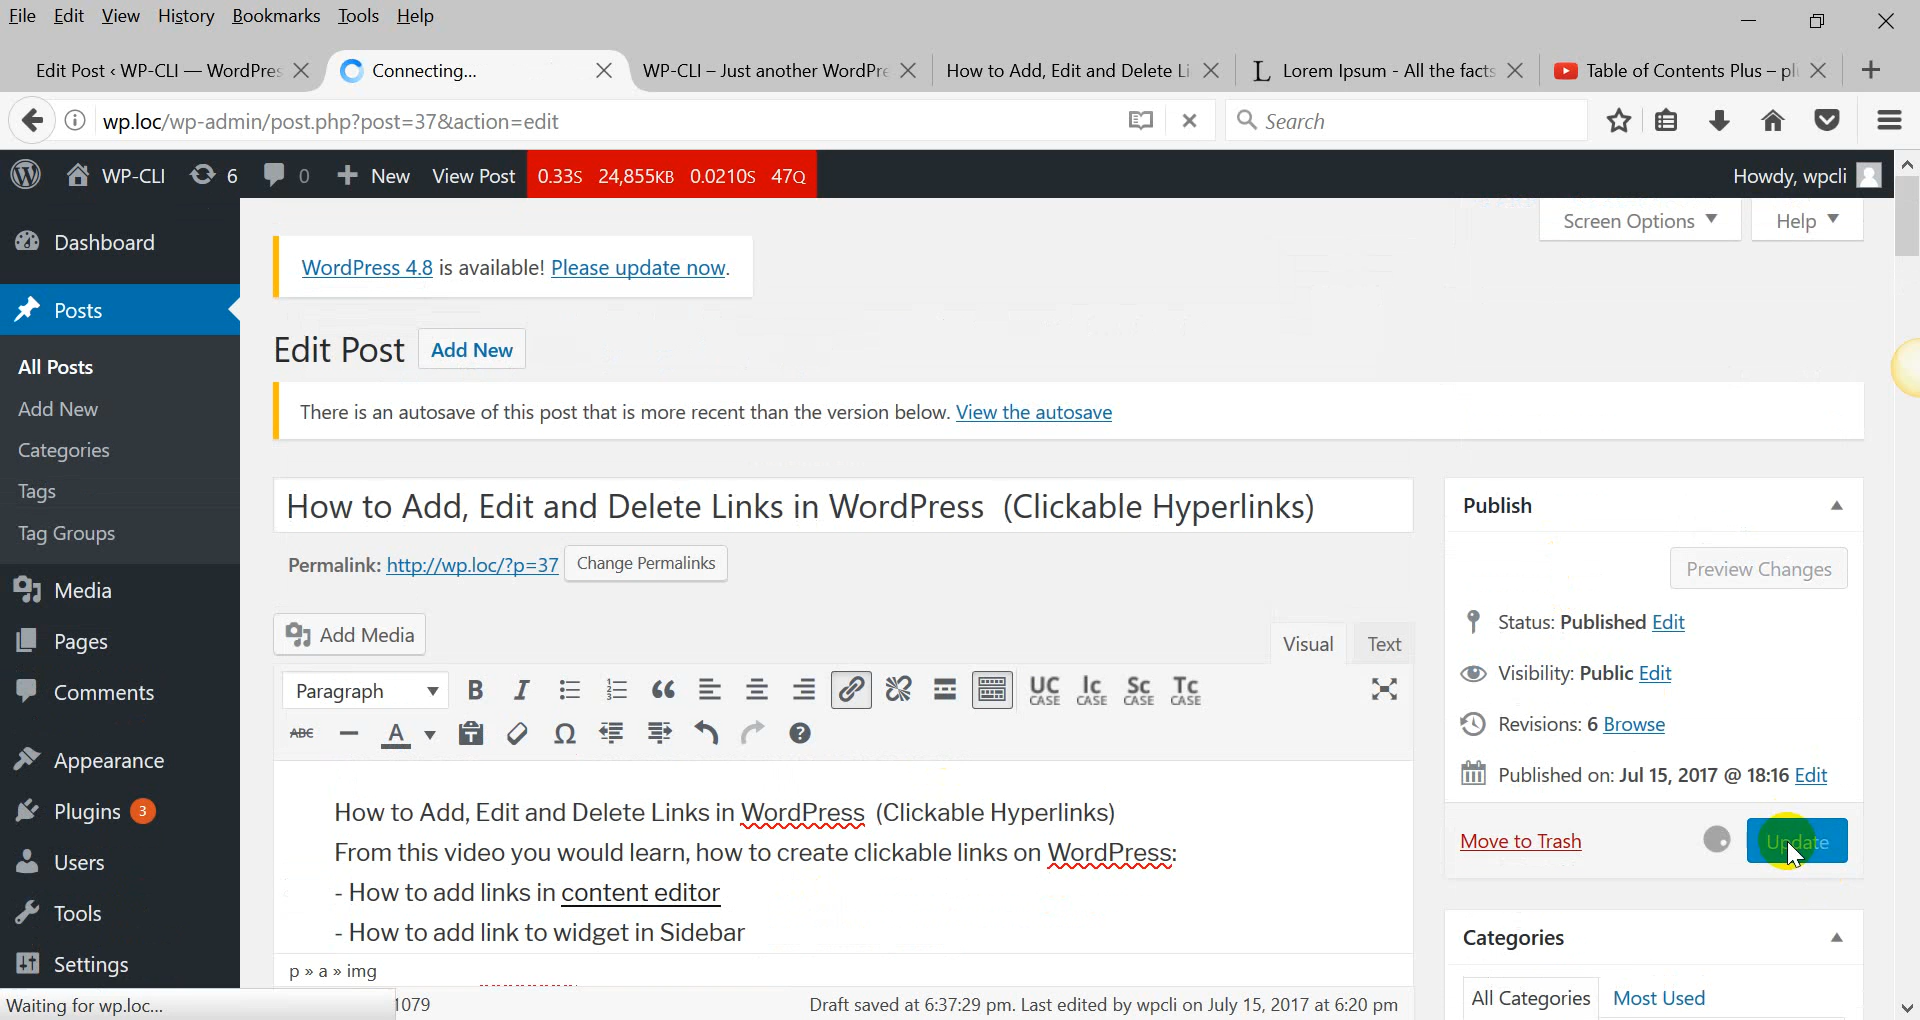 File Edit View History Bookmarks Tools Help
Edit Post ‹ WP-CLI — WordPres
Connecting...
WP-CLI – Just another WordPre
How to Add, Edit and Delete Li
Lorem Ipsum - All the facts
Table of Contents Plus – pl
wp.loc/wp-admin/post.php?post=37&action=edit
Search
WP-CLI 6 0 New View Post 0.33S 24,855KB 0.0210S 47Q Howdy, wpcli
Screen Options Help
Dashboard
WordPress 4.8 is available! Please update now.
Posts
Edit Post Add New
All Posts
Add New
Categories
Tags
Tag Groups
Media
Pages
Comments
Appearance
Plugins 3
Users
Tools
Settings
There is an autosave of this post that is more recent than the version below. View the autosave
How to Add, Edit and Delete Links in WordPress (Clickable Hyperlinks)
Permalink: http://wp.loc/?p=37 Change Permalinks
Add Media
Visual Text
Paragraph B I UC CASE lc CASE Sc CASE Tc CASE
ABC A
How to Add, Edit and Delete Links in WordPress (Clickable Hyperlinks)
From this video you would learn, how to create clickable links on WordPress:
- How to add links in content editor
- How to add link to widget in Sidebar
p » a » img
1079
Draft saved at 6:37:29 pm. Last edited by wpcli on July 15, 2017 at 6:20 pm
Publish
Preview Changes
Status: Published Edit
Visibility: Public Edit
Revisions: 6 Browse
Published on: Jul 15, 2017 @ 18:16 Edit
Move to Trash Update
Categories
All Categories Most Used
Waiting for wp.loc...